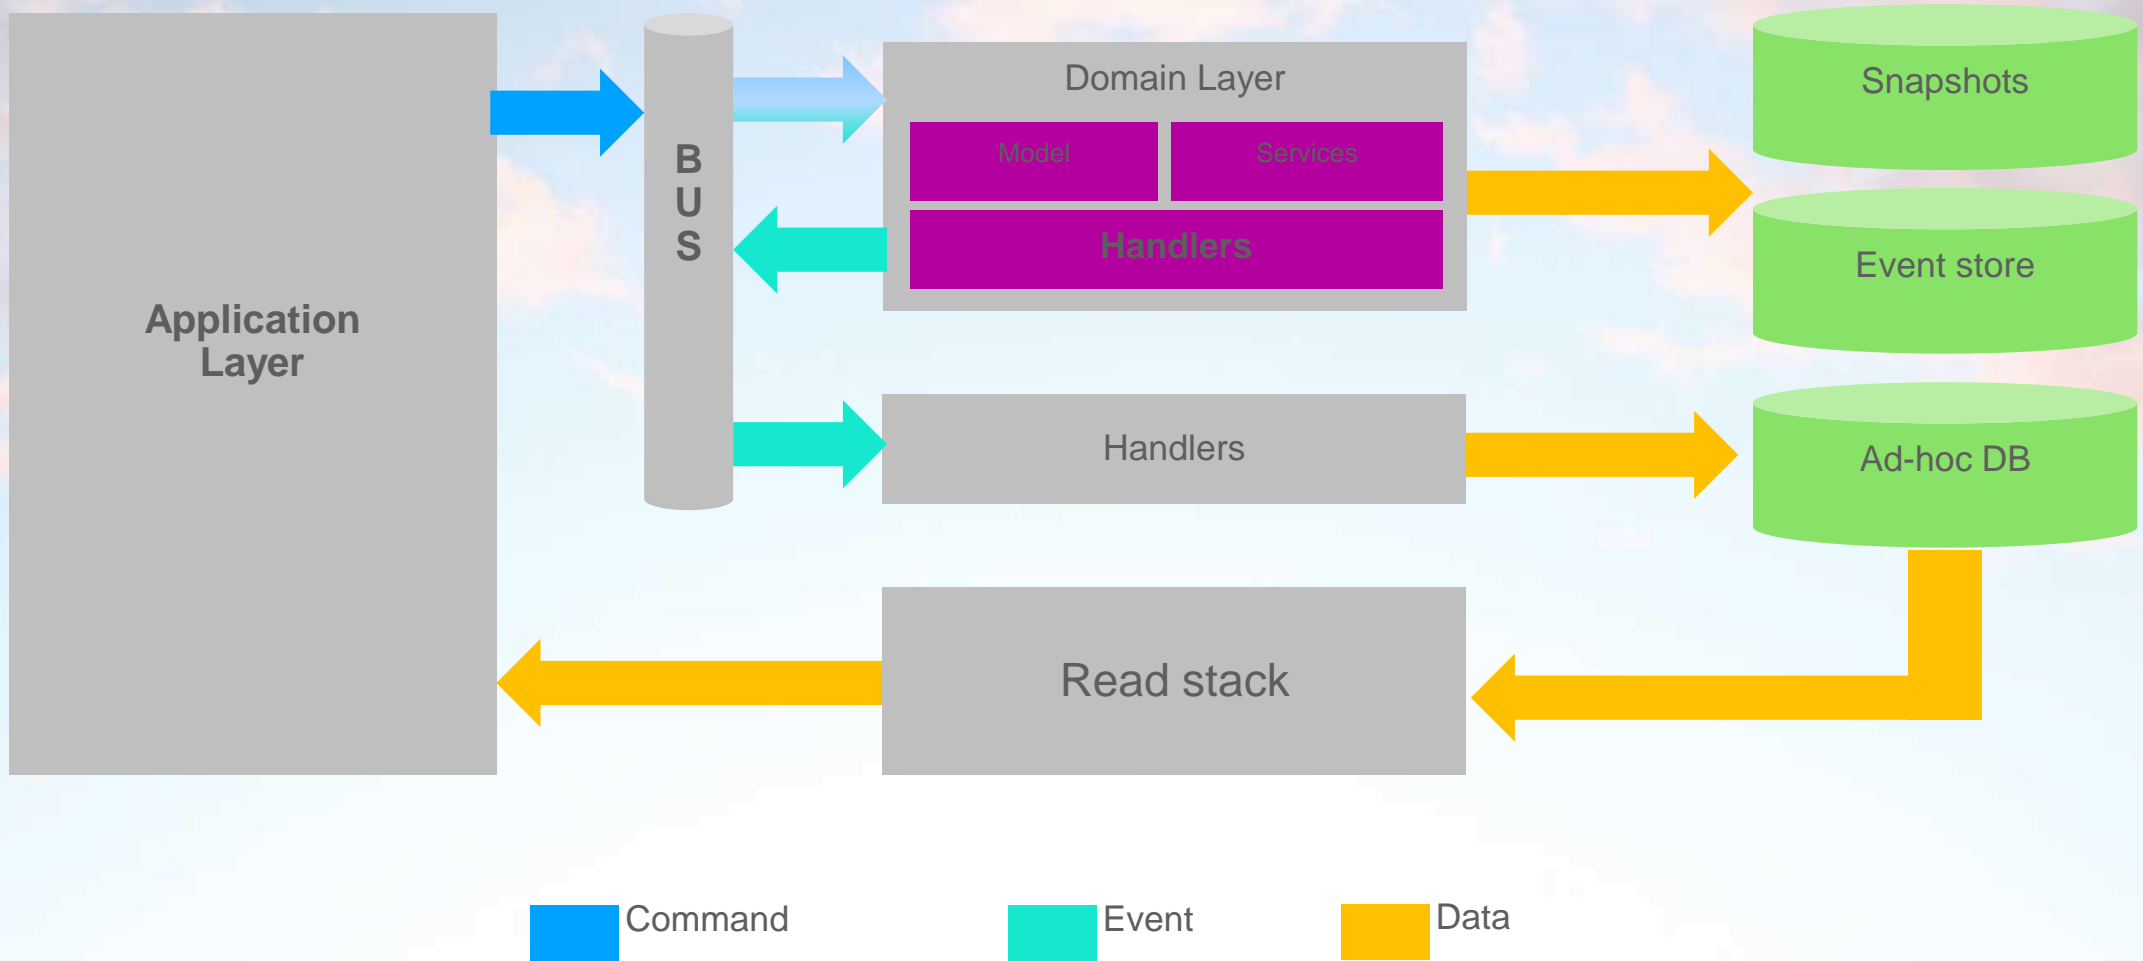 Application
Layer
B
U
S
Domain Layer
Model
Services
Handlers
Handlers
Read stack
Snapshots
Event store
Ad-hoc DB
Command
Event
Data